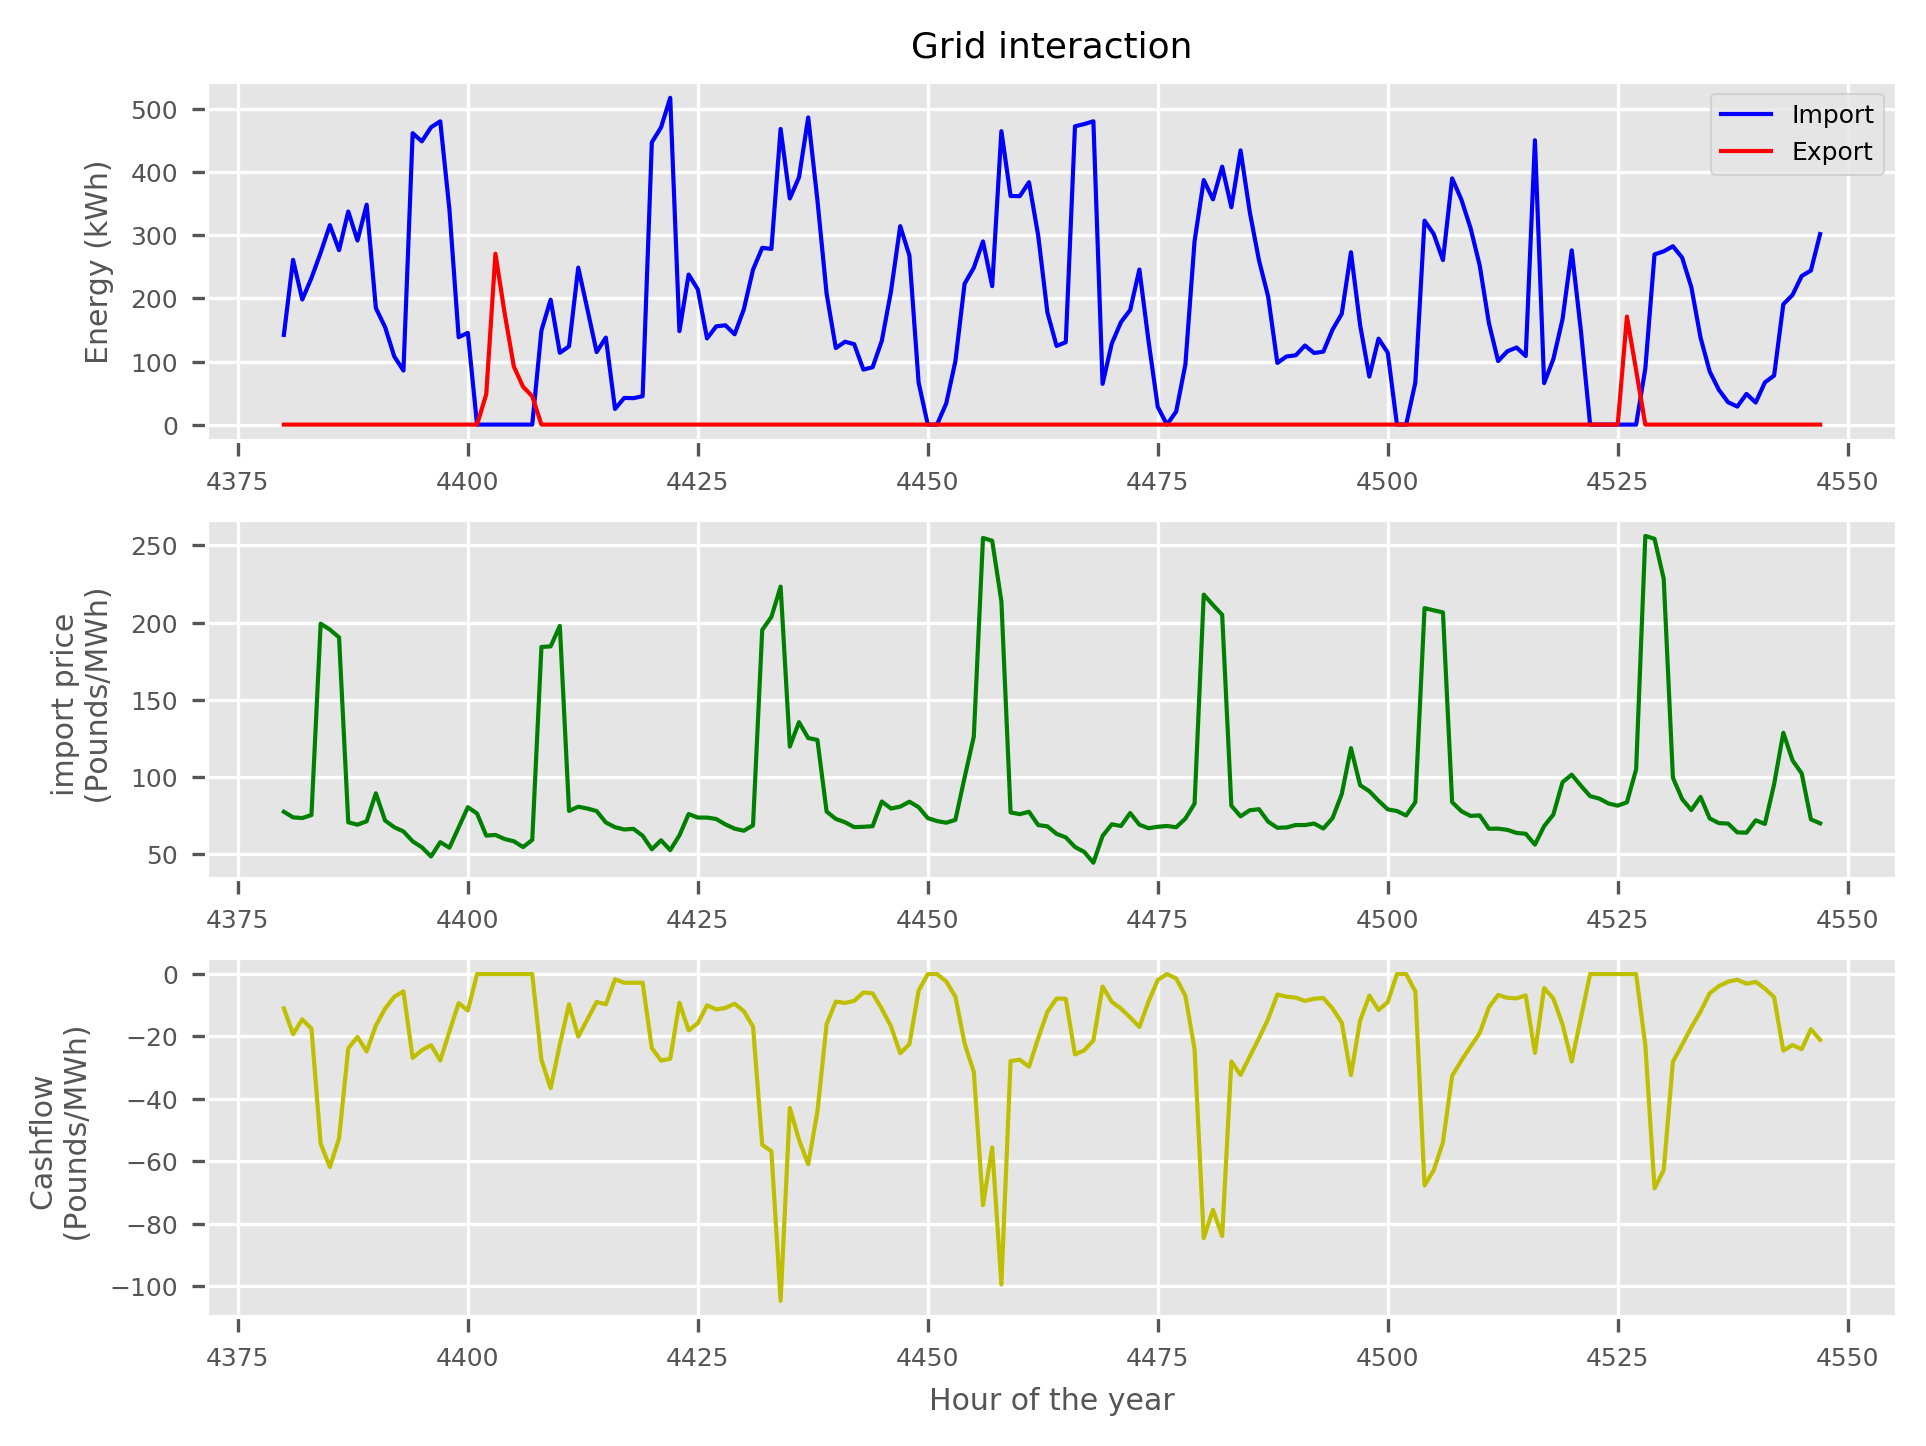 Grid interaction
Energy (kWh)
500
400
300
200
100
0
Import
Export
4375 4400 4425 4450 4475 4500 4525 4550
import price
(Pounds/MWh)
250
200
150
100
50
4375 4400 4425 4450 4475 4500 4525 4550
Cashflow
(Pounds/MWh)
0
−20
−40
−60
−80
−100
4375 4400 4425 4450 4475 4500 4525 4550
Hour of the year